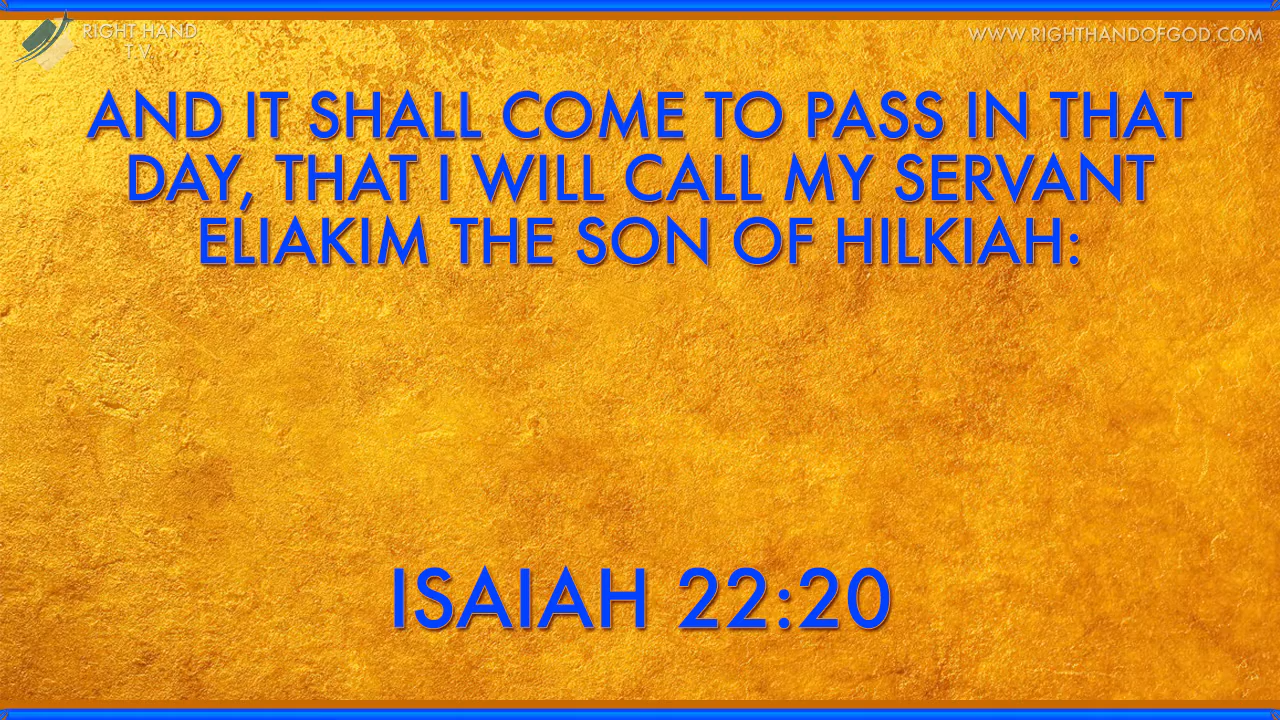 RIGHT HAND
TV
WWW.RIGHTHANDOFGOD.COM
AND IT SHALL COME TO PASS IN THAT
DAY, THAT I WILL CALL MY SERVANT
ELIAKIM THE SON OF HILKIAH:
ISAIAH 22:20